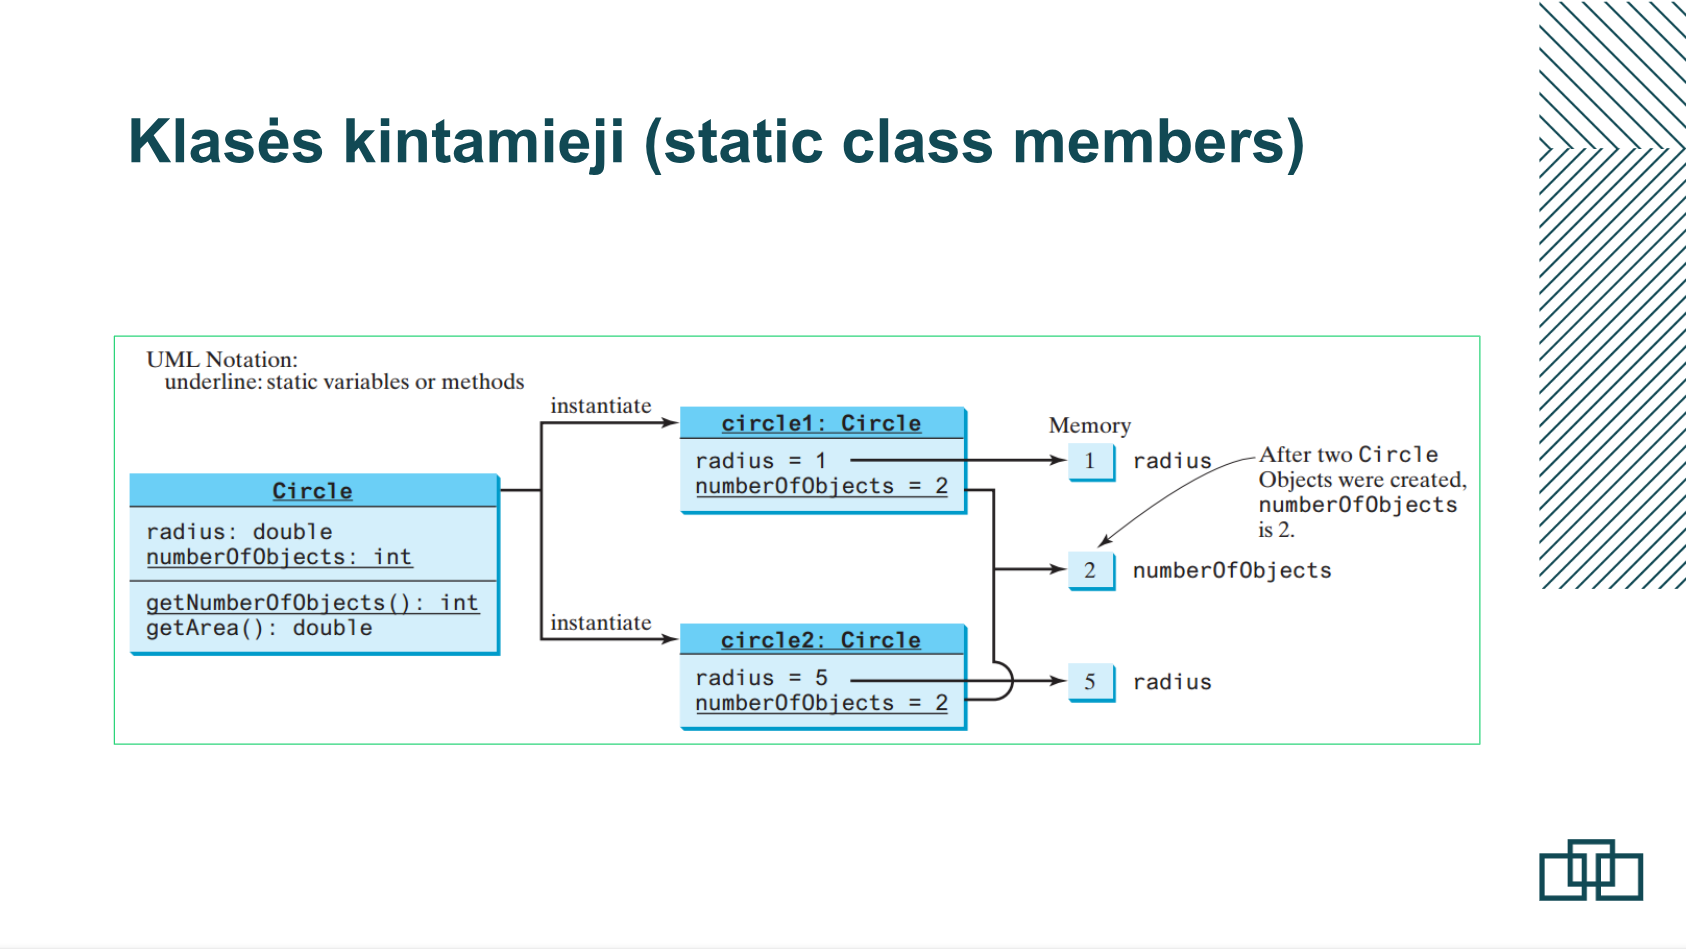 Klasės kintamieji (static class members)
UML Notation:
underline: static variables or methods
Circle
radius: double
numberOfObjects: int
getNumberOfObjects(): int
getArea(): double
instantiate
circle1: Circle
radius = 1
numberOfObjects = 2
instantiate
circle2: Circle
radius = 5
numberOfObjects = 2
Memory
1 radius
2 numberOfObjects
5 radius
After two Circle
Objects were created,
numberOfObjects
is 2.